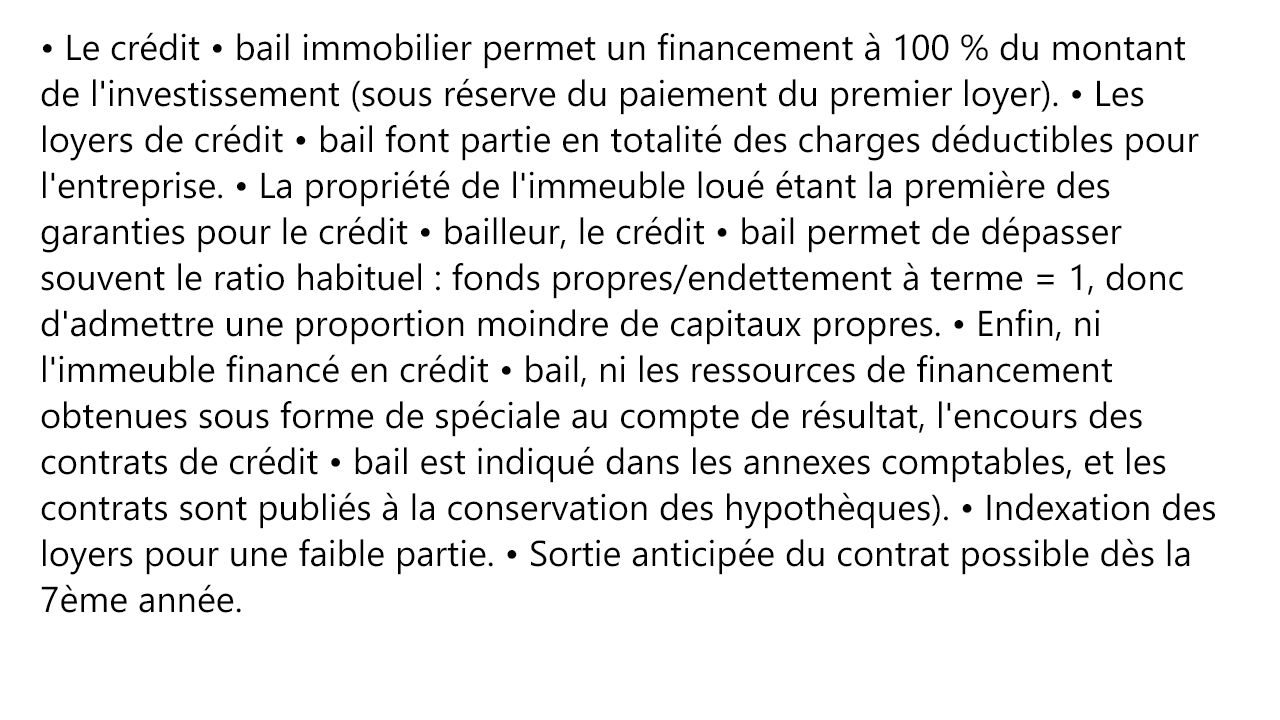 • Le crédit • bail immobilier permet un financement à 100 % du montant
de l'investissement (sous réserve du paiement du premier loyer). • Les
loyers de crédit • bail font partie en totalité des charges déductibles pour
l'entreprise. • La propriété de l'immeuble loué étant la première des
garanties pour le crédit • bailleur, le crédit • bail permet de dépasser
souvent le ratio habituel : fonds propres/endettement à terme = 1, donc
d'admettre une proportion moindre de capitaux propres. • Enfin, ni
l'immeuble financé en crédit • bail, ni les ressources de financement
obtenues sous forme de spéciale au compte de résultat, l'encours des
contrats de crédit • bail est indiqué dans les annexes comptables, et les
contrats sont publiés à la conservation des hypothèques). • Indexation des
loyers pour une faible partie. • Sortie anticipée du contrat possible dès la
7ème année.